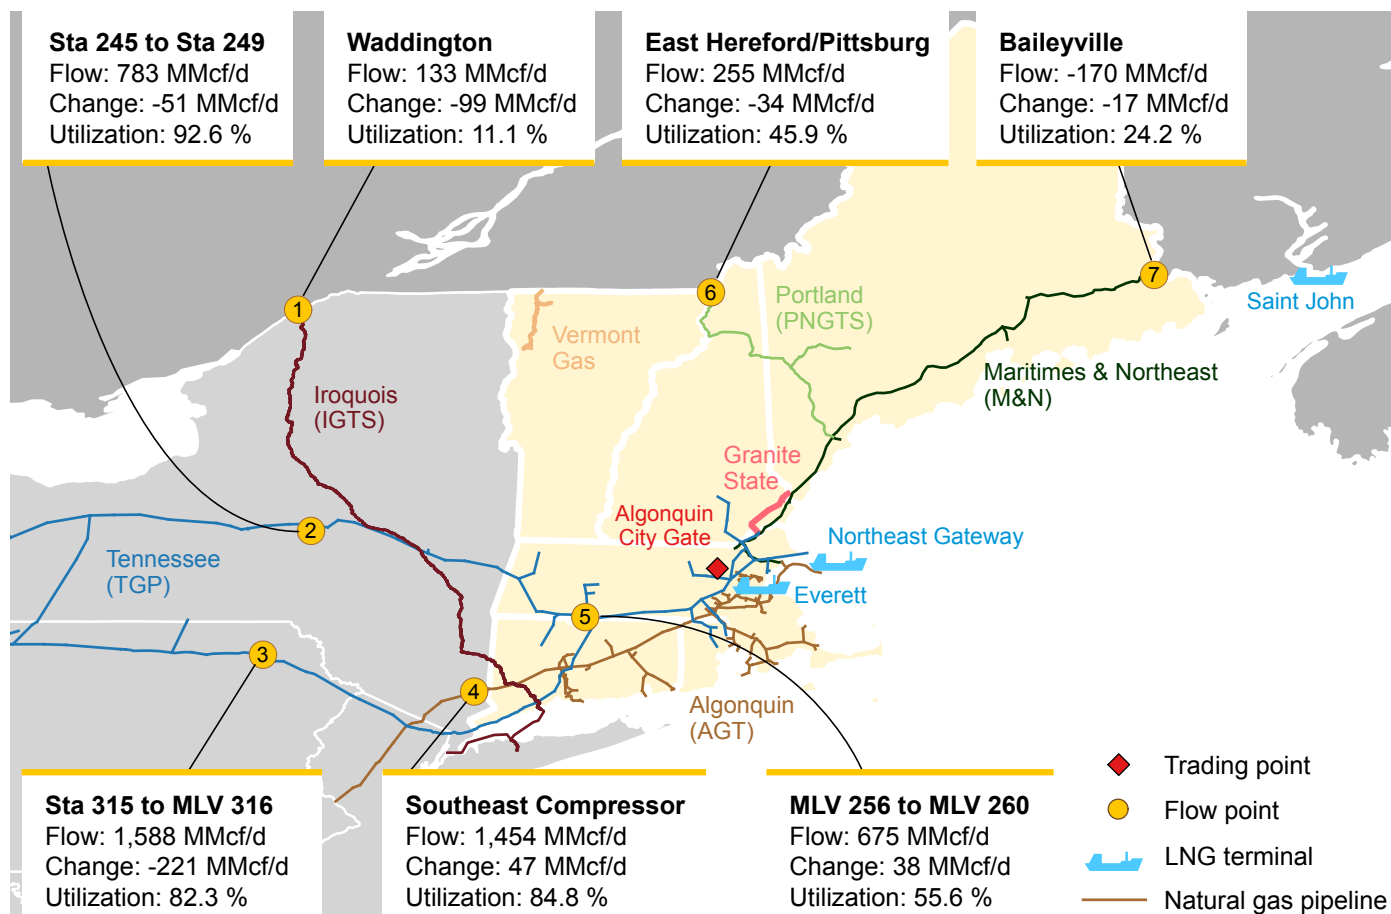 Sta 245 to Sta 249
Flow: 783 MMcf/d
Change: -51 MMcf/d
Utilization: 92.6 %
Waddington
Flow: 133 MMcf/d
Change: -99 MMcf/d
Utilization: 11.1 %
East Hereford/Pittsburg
Flow: 255 MMcf/d
Change: -34 MMcf/d
Utilization: 45.9 %
Baileyville
Flow: -170 MMcf/d
Change: -17 MMcf/d
Utilization: 24.2 %
1
6
7
Saint John
Portland
(PNGTS)
Vermont
Gas
Maritimes & Northeast
(M&N)
Iroquois
(IGTS)
Granite
State
Algonquin
City Gate
2
Northeast Gateway
Tennessee
(TGP)
Everett
5
3
4
Algonquin
(AGT)
Sta 315 to MLV 316
Flow: 1,588 MMcf/d
Change: -221 MMcf/d
Utilization: 82.3 %
Southeast Compressor
Flow: 1,454 MMcf/d
Change: 47 MMcf/d
Utilization: 84.8 %
MLV 256 to MLV 260
Flow: 675 MMcf/d
Change: 38 MMcf/d
Utilization: 55.6 %
Trading point
Flow point
LNG terminal
Natural gas pipeline